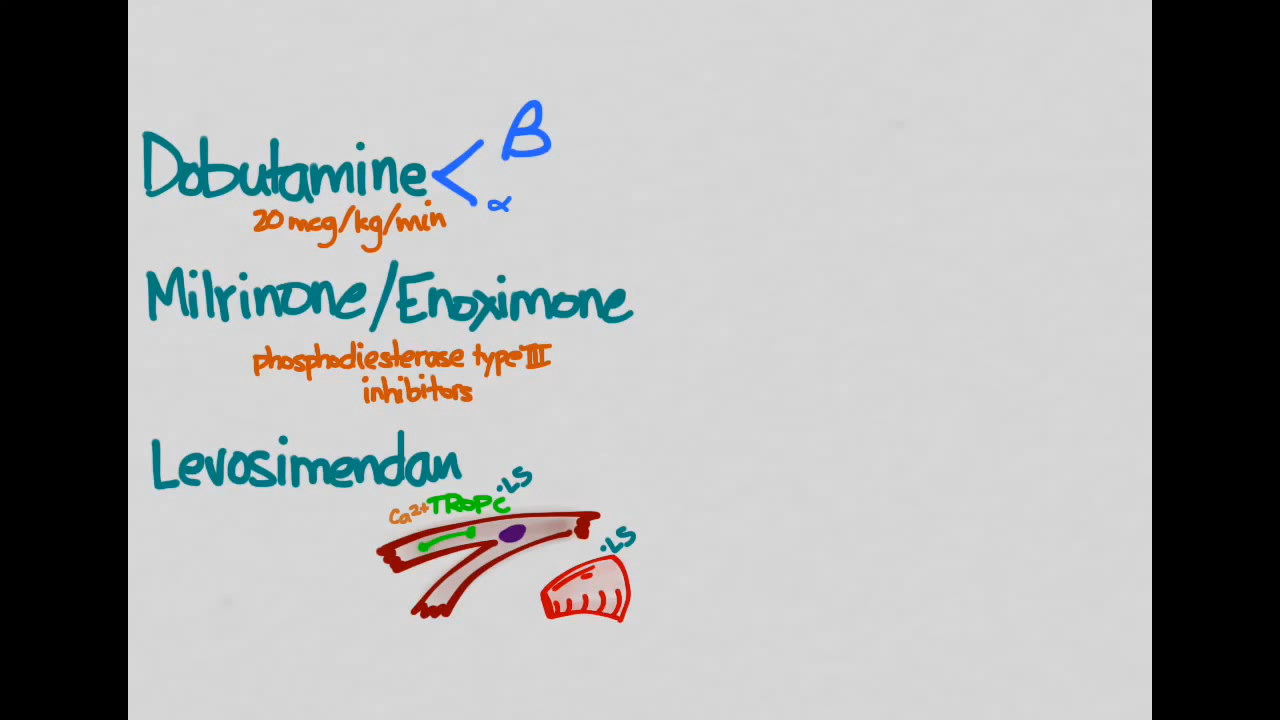 Dobutamine < β
α
20 mcg/kg/min
Milrinone/Enoximone
phosphodiesterase type III
inhibitors
Levosimendan
·LS
Ca²⁺ TROPC
·LS